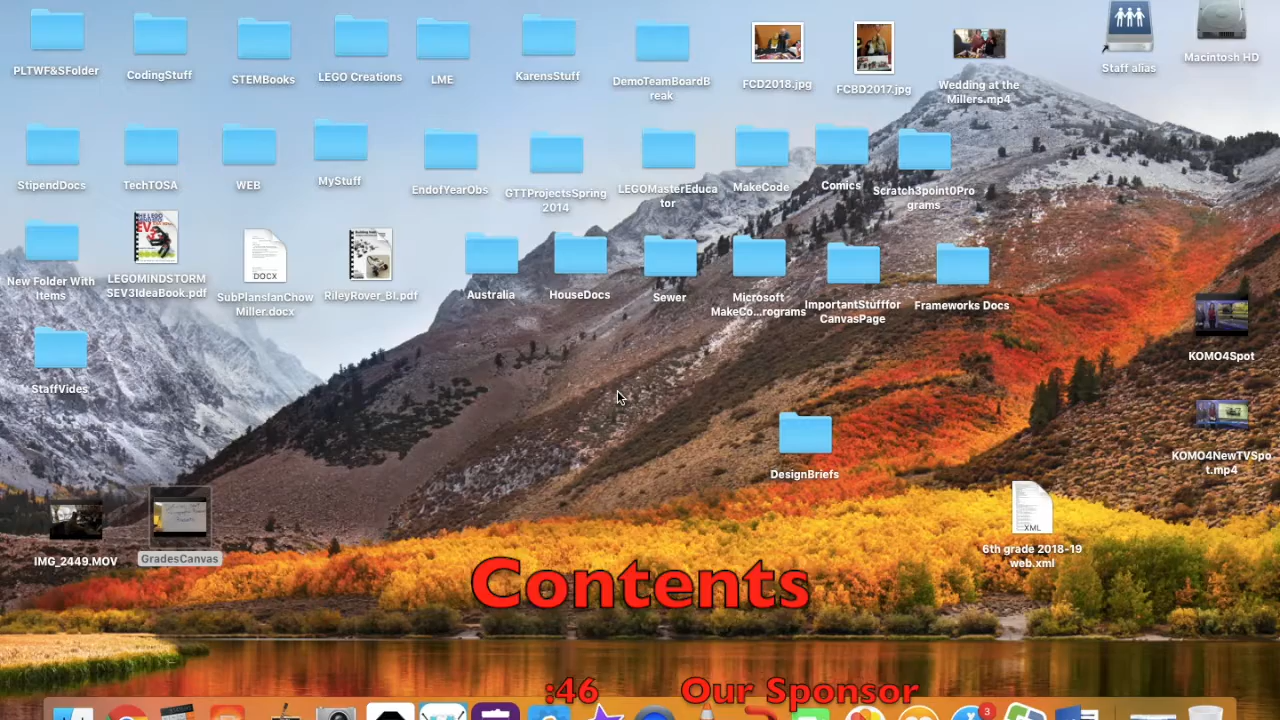 PLTWF&SFolder
CodingStuff
STEMBooks
LEGO Creations
LME
KarensStuff
DemoTeamBoardB
reak
FCD2018.jpg
FCBD2017.jpg
Wedding at the
Millers.mp4
Staff alias
Macintosh HD
StipendDocs
TechTOSA
WEB
MyStuff
EndofYearObs
GTTProjectsSpring
2014
LEGOMasterEduca
tor
MakeCode
Comics
Scratch3point0Pro
grams
New Folder With
Items
LEGOMINDSTORM
SEV3IdeaBook.pdf
DOCX
SubPlansIanChow
Miller.docx
RileyRover_BI.pdf
Australia
HouseDocs
Sewer
Microsoft
MakeCo...rograms
ImportantStuffor
CanvasPage
Frameworks Docs
KOMO4Spot
StaffVides
DesignBriefs
KOMO4NewTVSpo
t.mp4
IMG_2449.MOV
GradesCanvas
XML
6th grade 2018-19
web.xml
Contents
:46 Our Sponsor
3